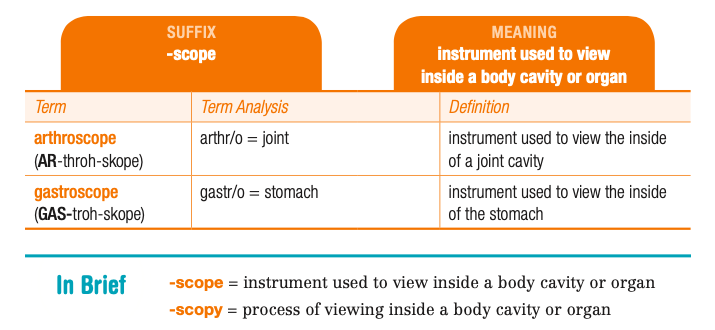 SUFFIX
-scope
MEANING
instrument used to view
inside a body cavity or organ
Term
Term Analysis
Definition
arthroscope
(AR-throh-skope)
arthr/o = joint
instrument used to view the inside
of a joint cavity
gastroscope
(GAS-troh-skope)
gastr/o = stomach
instrument used to view the inside
of the stomach
In Brief
-scope = instrument used to view inside a body cavity or organ
-scopy = process of viewing inside a body cavity or organ